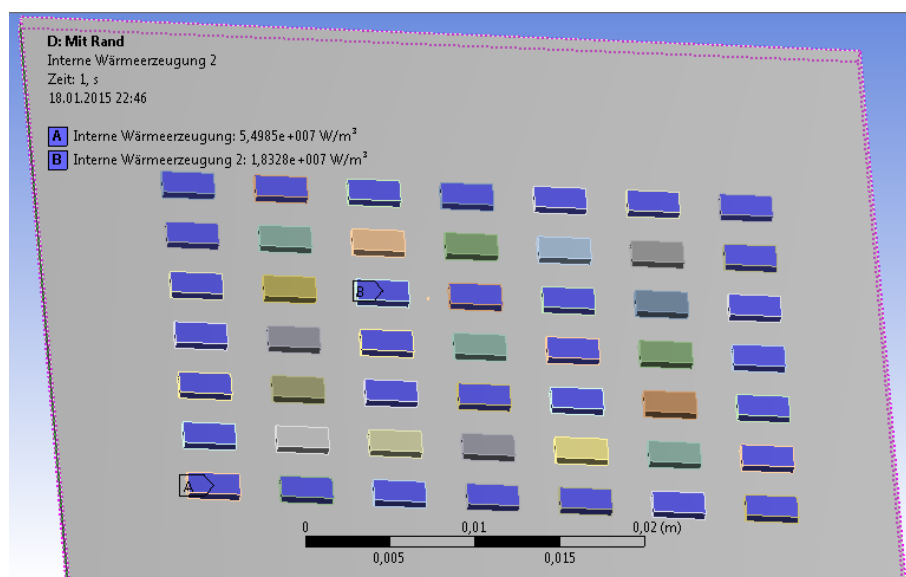 D: Mit Rand
Interne Wärmeerzeugung 2
Zeit: 1, s
18.01.2015 22:46
A Interne Wärmeerzeugung: 5,4985e+007 W/m³
B Interne Wärmeerzeugung 2: 1,8328e+007 W/m³
B
A
0 0,01 0,02 (m)
0,005 0,015